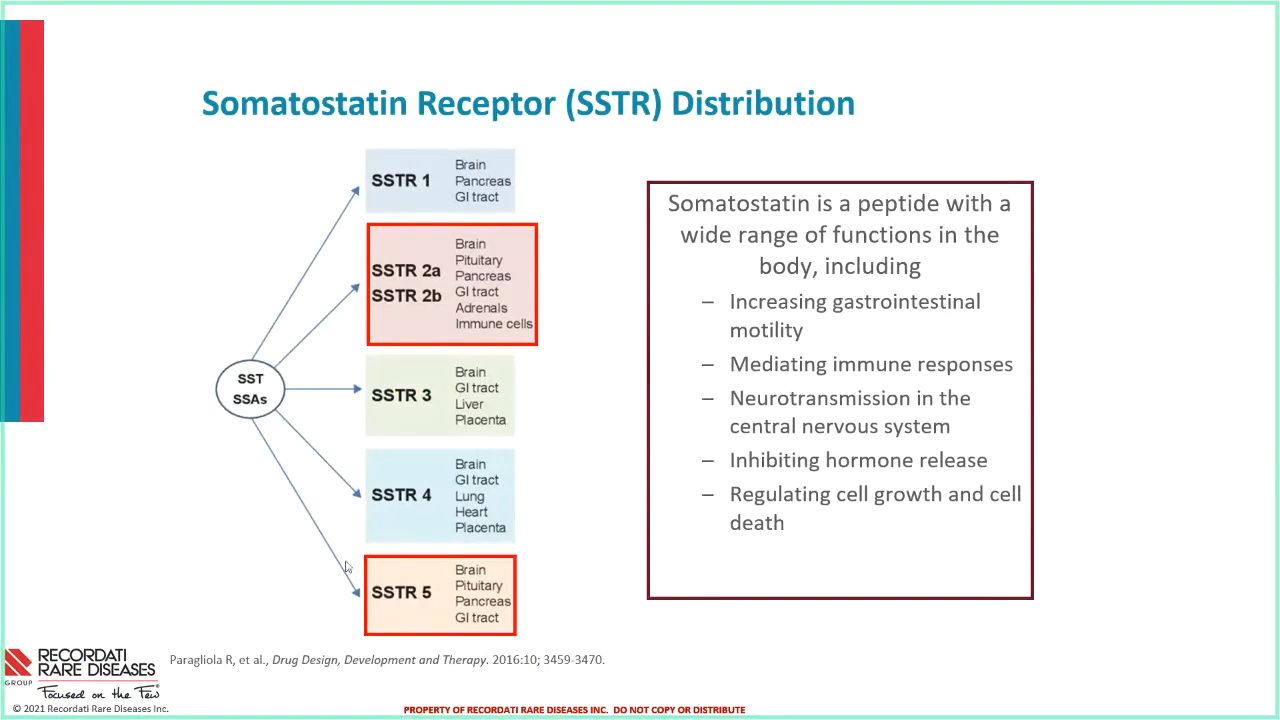 Somatostatin Receptor (SSTR) Distribution
SST
SSAs
SSTR 1
Brain
Pancreas
GI tract
SSTR 2a
SSTR 2b
Brain
Pituitary
Pancreas
GI tract
Adrenals
Immune cells
SSTR 3
Brain
GI tract
Liver
Placenta
SSTR 4
Brain
GI tract
Lung
Heart
Placenta
SSTR 5
Brain
Pituitary
Pancreas
GI tract
Somatostatin is a peptide with a
wide range of functions in the
body, including
– Increasing gastrointestinal
motility
– Mediating immune responses
– Neurotransmission in the
central nervous system
– Inhibiting hormone release
– Regulating cell growth and cell
death
Paragliola R, et al., Drug Design, Development and Therapy. 2016:10; 3459-3470.
RECORDATI
RARE DISEASES
GROUP
Focused on the Few®
© 2021 Recordati Rare Diseases Inc.
PROPERTY OF RECORDATI RARE DISEASES INC. DO NOT COPY OR DISTRIBUTE